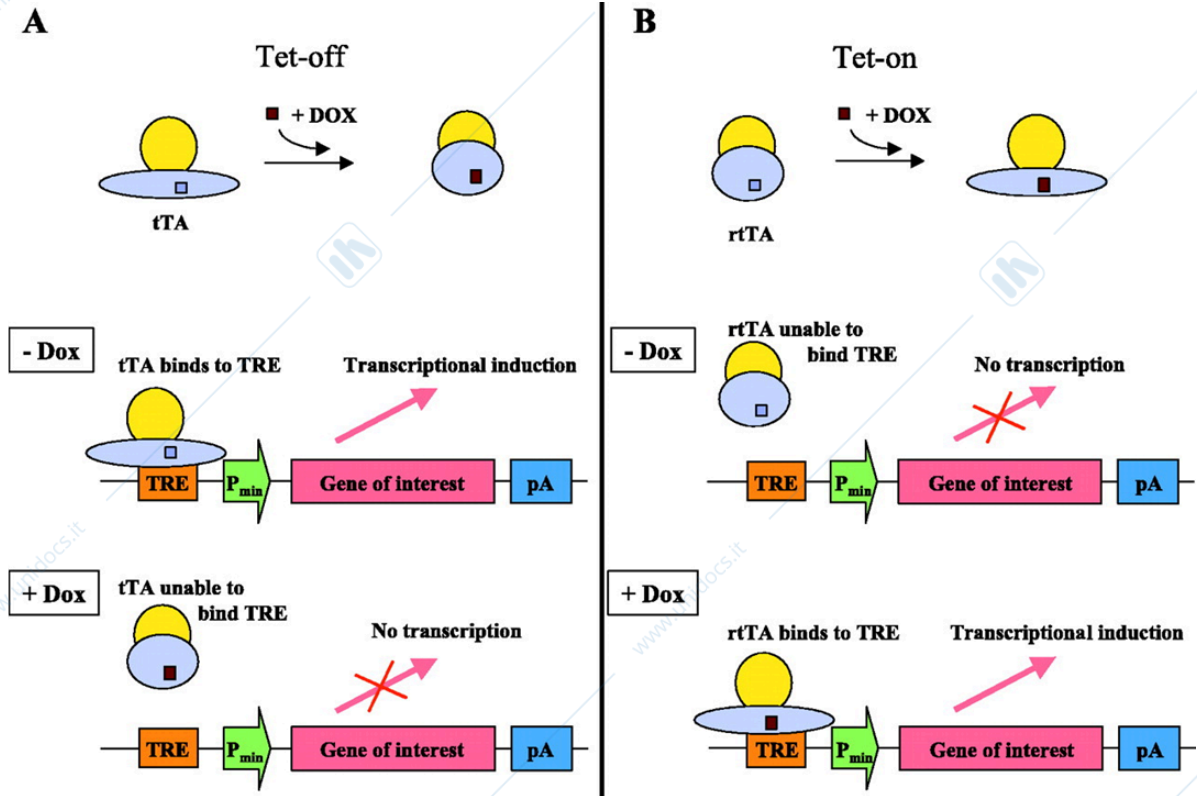 A
Tet-off
+ DOX
tTA
- Dox
tTA binds to TRE
Transcriptional induction
TRE
Pmin
Gene of interest
pA
+ Dox
tTA unable to
bind TRE
No transcription
TRE
Pmin
Gene of interest
pA
B
Tet-on
+ DOX
rtTA
- Dox
rtTA unable to
bind TRE
No transcription
TRE
Pmin
Gene of interest
pA
+ Dox
rtTA binds to TRE
Transcriptional induction
TRE
Pmin
Gene of interest
pA
www.unidocs.it